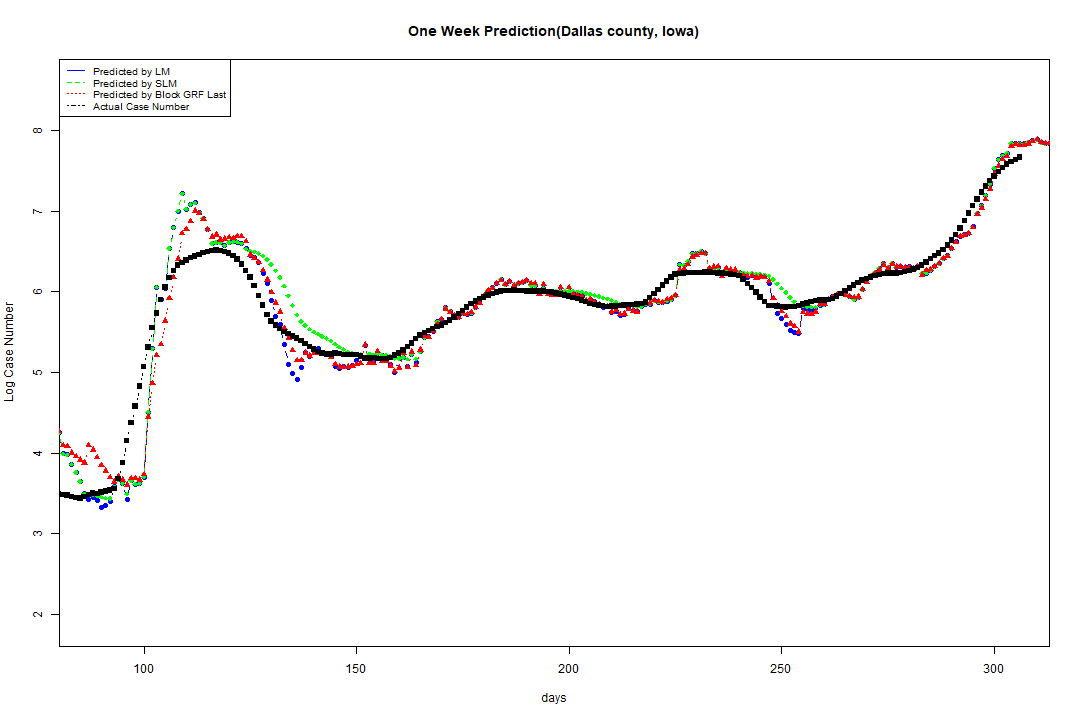 One Week Prediction(Dallas county, Iowa)
Predicted by LM
Predicted by SLM
Predicted by Block GRF Last
Actual Case Number
8
7
6
5
4
3
2
Log Case Number
100 150 200 250 300
days